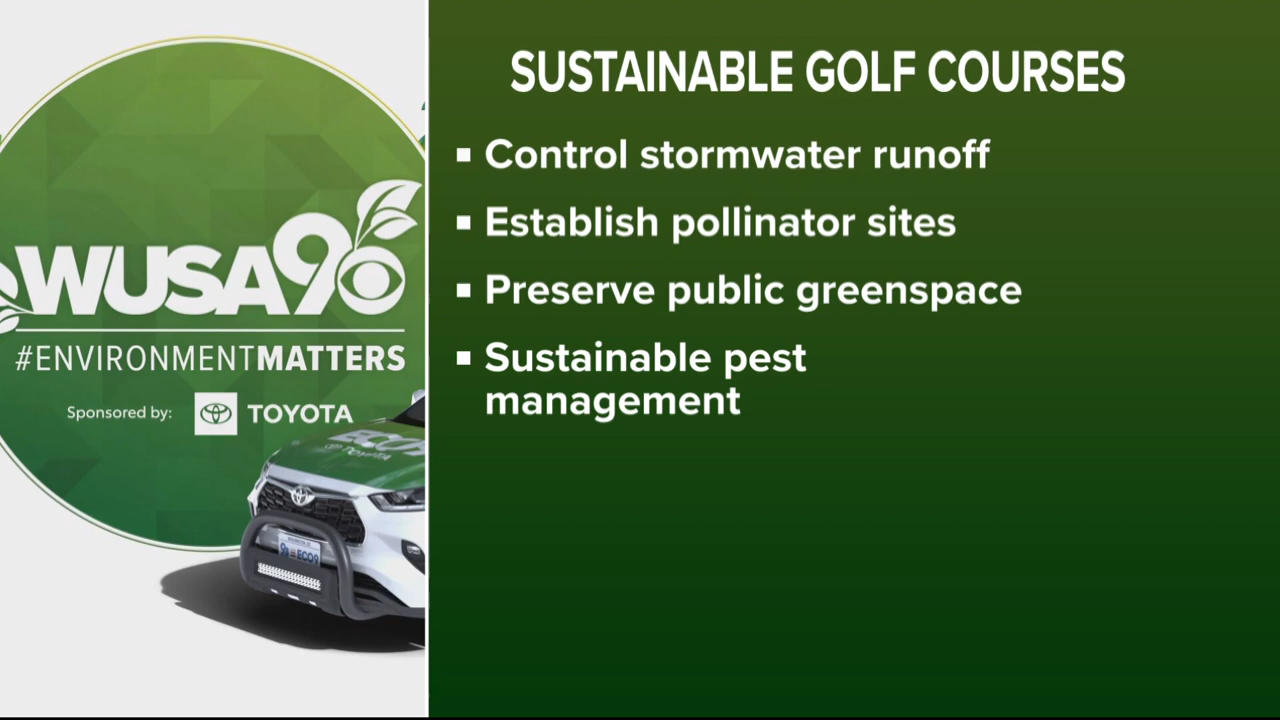 WUSA9
#ENVIRONMENTMATTERS
Sponsored by: TOYOTA
ECO9
SUSTAINABLE GOLF COURSES
▪ Control stormwater runoff
▪ Establish pollinator sites
▪ Preserve public greenspace
▪ Sustainable pest
management